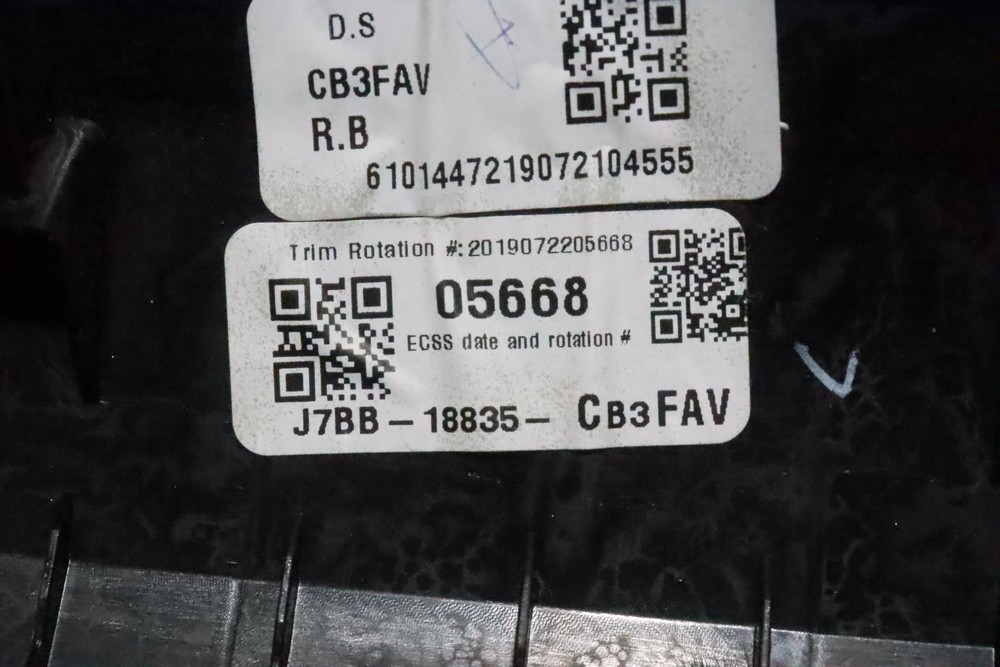 D.S
CB3FAV
R.B
6101447219072104555
Trim Rotation #:2019072205668
05668
ECSS date and rotation #
J7BB-18835- CB3FAV